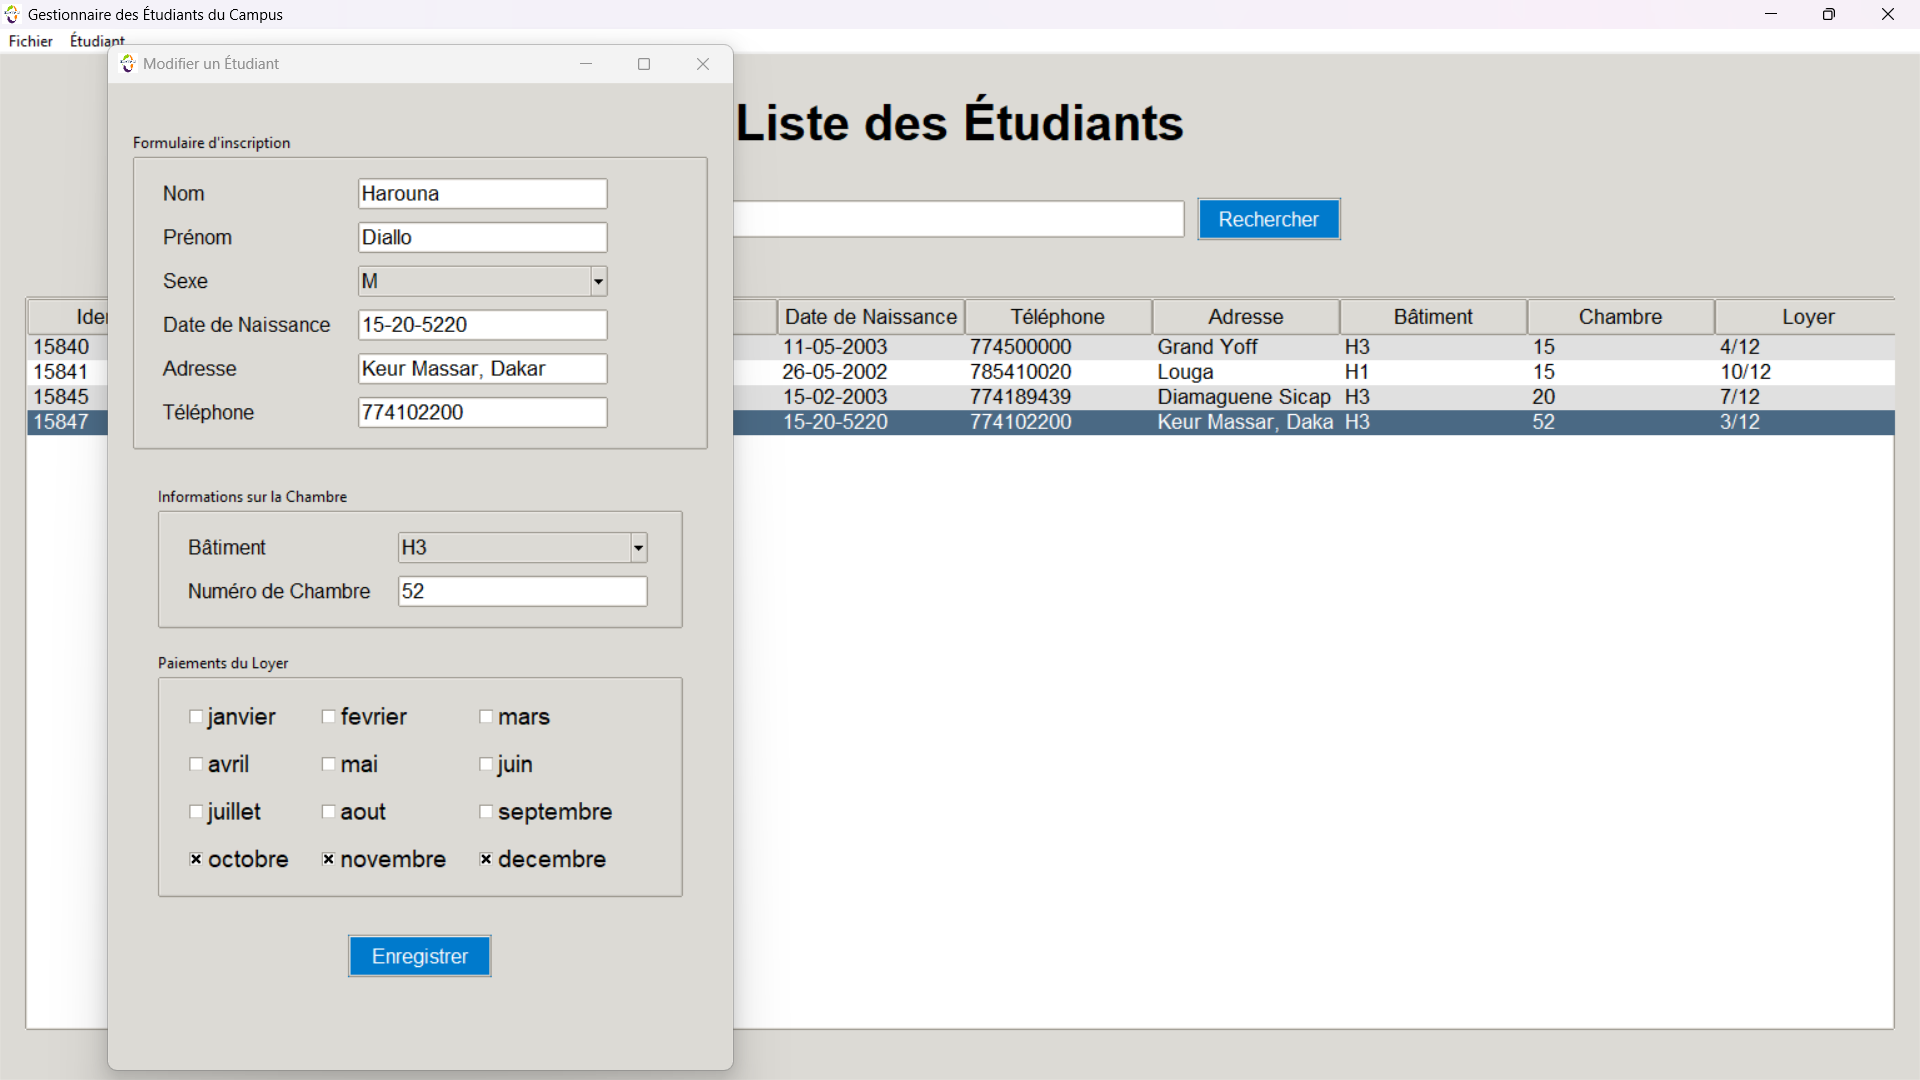 Gestionnaire des Étudiants du Campus
Fichier Étudiant
Modifier un Étudiant
Liste des Étudiants
Rechercher
Formulaire d'inscription
Nom Harouna
Prénom Diallo
Sexe M
Date de Naissance 15-20-5220
Adresse Keur Massar, Dakar
Téléphone 774102200
Informations sur la Chambre
Bâtiment H3
Numéro de Chambre 52
Paiements du Loyer
janvier fevrier mars
avril mai juin
juillet aout septembre
octobre novembre decembre
Enregistrer
Date de Naissance Téléphone Adresse Bâtiment Chambre Loyer
15840 11-05-2003 774500000 Grand Yoff H3 15 4/12
15841 26-05-2002 785410020 Louga H1 15 10/12
15845 15-02-2003 774189439 Diamaguene Sicap H3 20 7/12
15847 15-20-5220 774102200 Keur Massar, Daka H3 52 3/12